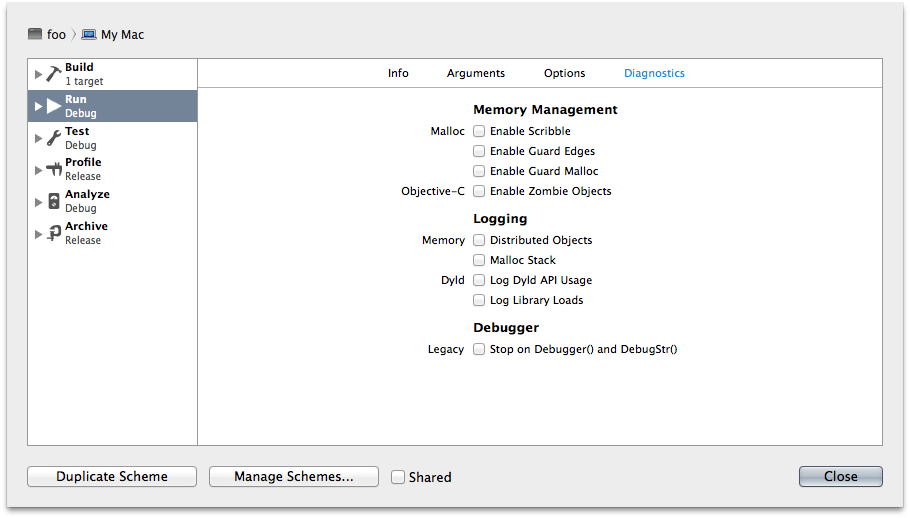 foo 〉 My Mac
Build
1 target
Run
Debug
Test
Debug
Profile
Release
Analyze
Debug
Archive
Release
Info Arguments Options Diagnostics
Memory Management
Malloc Enable Scribble
Enable Guard Edges
Enable Guard Malloc
Objective-C Enable Zombie Objects
Logging
Memory Distributed Objects
Malloc Stack
Dyld Log Dyld API Usage
Log Library Loads
Debugger
Legacy Stop on Debugger() and DebugStr()
Duplicate Scheme Manage Schemes... Shared Close